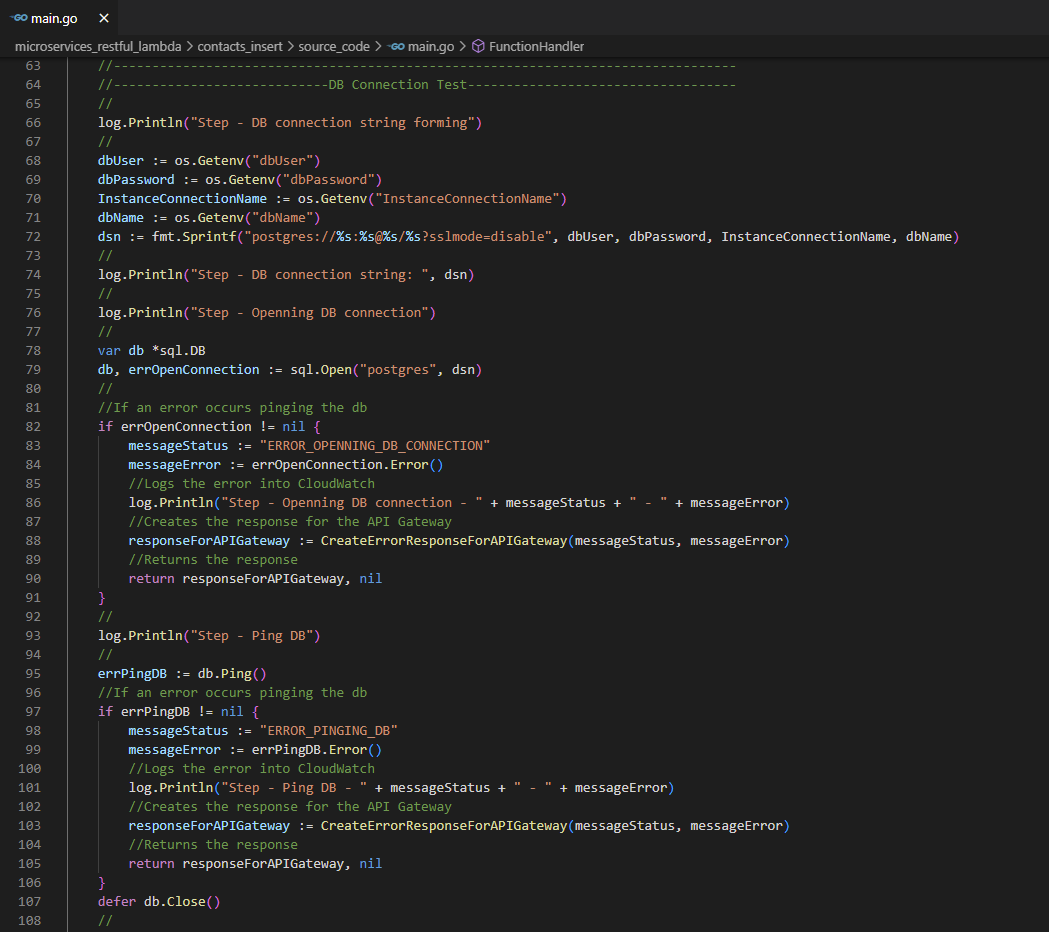 main.go ×
microservices_restful_lambda > contacts_insert > source_code > main.go > FunctionHandler
63 //---------------------------------------------------------------------------------
64 //----------------------------DB Connection Test-----------------------------------
65 //
66 log.Println("Step - DB connection string forming")
67 //
68 dbUser := os.Getenv("dbUser")
69 dbPassword := os.Getenv("dbPassword")
70 InstanceConnectionName := os.Getenv("InstanceConnectionName")
71 dbName := os.Getenv("dbName")
72 dsn := fmt.Sprintf("postgres://%s:%s@%s/%s?sslmode=disable", dbUser, dbPassword, InstanceConnectionName, dbName)
73 //
74 log.Println("Step - DB connection string: ", dsn)
75 //
76 log.Println("Step - Openning DB connection")
77 //
78 var db *sql.DB
79 db, errOpenConnection := sql.Open("postgres", dsn)
80 //
81 //If an error occurs pinging the db
82 if errOpenConnection != nil {
83 messageStatus := "ERROR_OPENNING_DB_CONNECTION"
84 messageError := errOpenConnection.Error()
85 //Logs the error into CloudWatch
86 log.Println("Step - Openning DB connection - " + messageStatus + " - " + messageError)
87 //Creates the response for the API Gateway
88 responseForAPIGateway := CreateErrorResponseForAPIGateway(messageStatus, messageError)
89 //Returns the response
90 return responseForAPIGateway, nil
91 }
92 //
93 log.Println("Step - Ping DB")
94 //
95 errPingDB := db.Ping()
96 //If an error occurs pinging the db
97 if errPingDB != nil {
98 messageStatus := "ERROR_PINGING_DB"
99 messageError := errPingDB.Error()
100 //Logs the error into CloudWatch
101 log.Println("Step - Ping DB - " + messageStatus + " - " + messageError)
102 //Creates the response for the API Gateway
103 responseForAPIGateway := CreateErrorResponseForAPIGateway(messageStatus, messageError)
104 //Returns the response
105 return responseForAPIGateway, nil
106 }
107 defer db.Close()
108 //